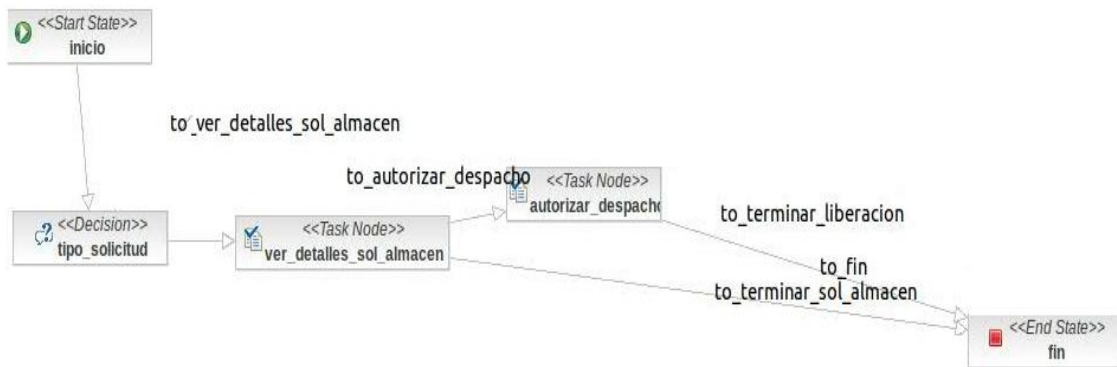 <<Start State>>
inicio
to_ver_detalles_sol_almacen
to_autorizar_despacho
<<Task Node>>
autorizar_despacho
to_terminar_liberacion
<<Decision>>
tipo_solicitud
<<Task Node>>
ver_detalles_sol_almacen
to_fin
to_terminar_sol_almacen
<<End State>>
fin